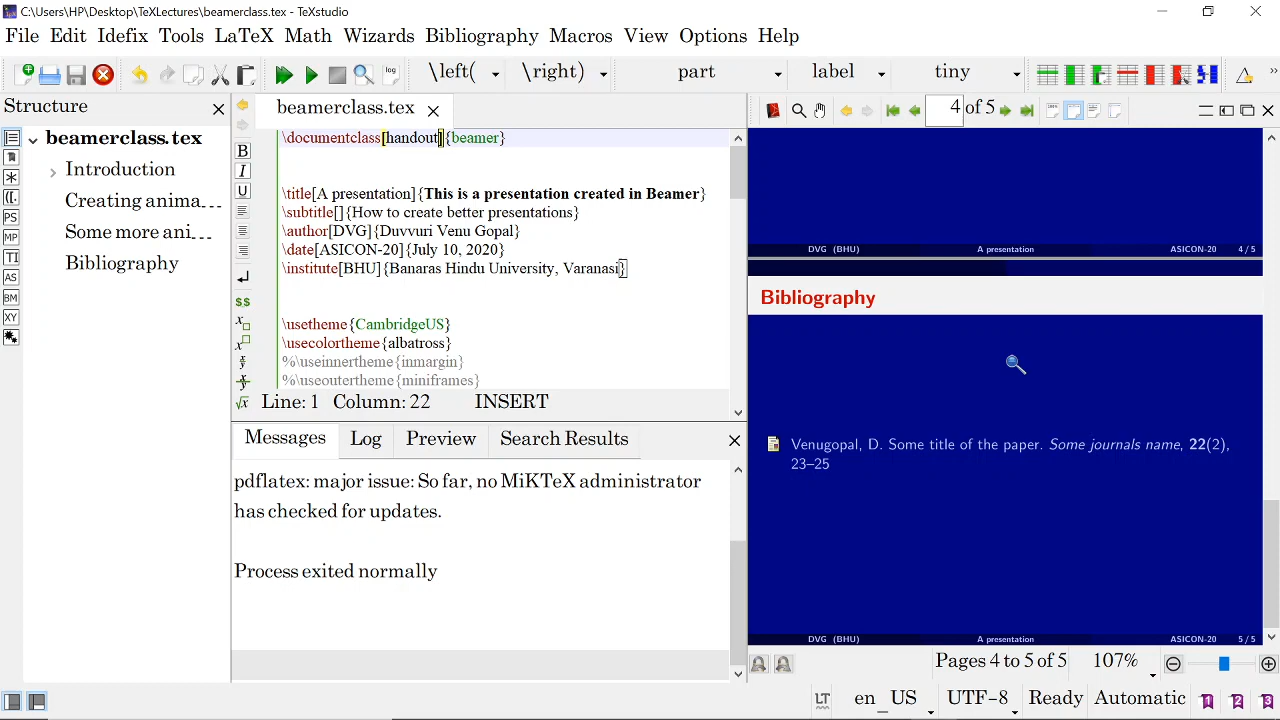 C:\Users\HP\Desktop\TeXLectures\beamerclass.tex - TeXstudio
File Edit Idefix Tools LaTeX Math Wizards Bibliography Macros View Options Help
\left( \right) part label tiny
Structure
beamerclass.tex
Introduction
Creating anima...
Some more ani...
Bibliography
beamerclass.tex
\documentclass[handout]{beamer}
\title[A presentation]{This is a presentation created in Beamer}
\subtitle[]{How to create better presentations}
\author[DVG]{Duvvuri Venu Gopal}
\date[ASICON-20]{July 10, 2020}
\institute[BHU]{Banaras Hindu University, Varanasi}
\usetheme{CambridgeUS}
\usecolortheme{albatross}
%\useinnertheme{inmargin}
%\useoutertheme{miniframes}
Line: 1 Column: 22 INSERT
Messages Log Preview Search Results
pdflatex: major issue: So far, no MiKTeX administrator
has checked for updates.
Process exited normally
4 of 5
DVG (BHU) A presentation ASICON-20 4/5
Bibliography
Venugopal, D. Some title of the paper. Some journals name, 22(2),
23–25
DVG (BHU) A presentation ASICON-20 5/5
Pages 4 to 5 of 5 107%
LT en_US UTF-8 Ready Automatic